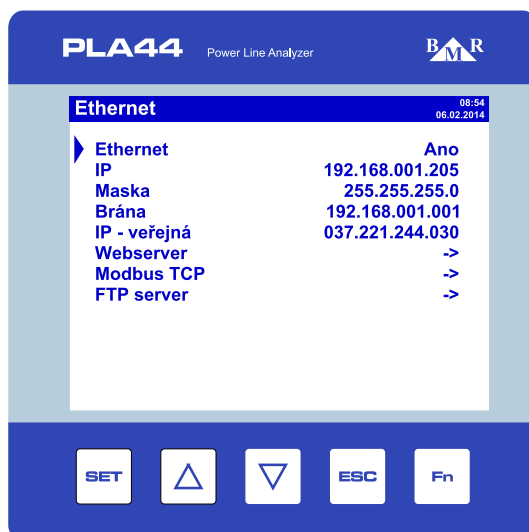 PLA44 Power Line Analyzer BMR
Ethernet 08:54
06.02.2014
Ethernet Ano
IP 192.168.001.205
Maska 255.255.255.0
Brána 192.168.001.001
IP - veřejná 037.221.244.030
Webserver ->
Modbus TCP ->
FTP server ->
SET ESC Fn